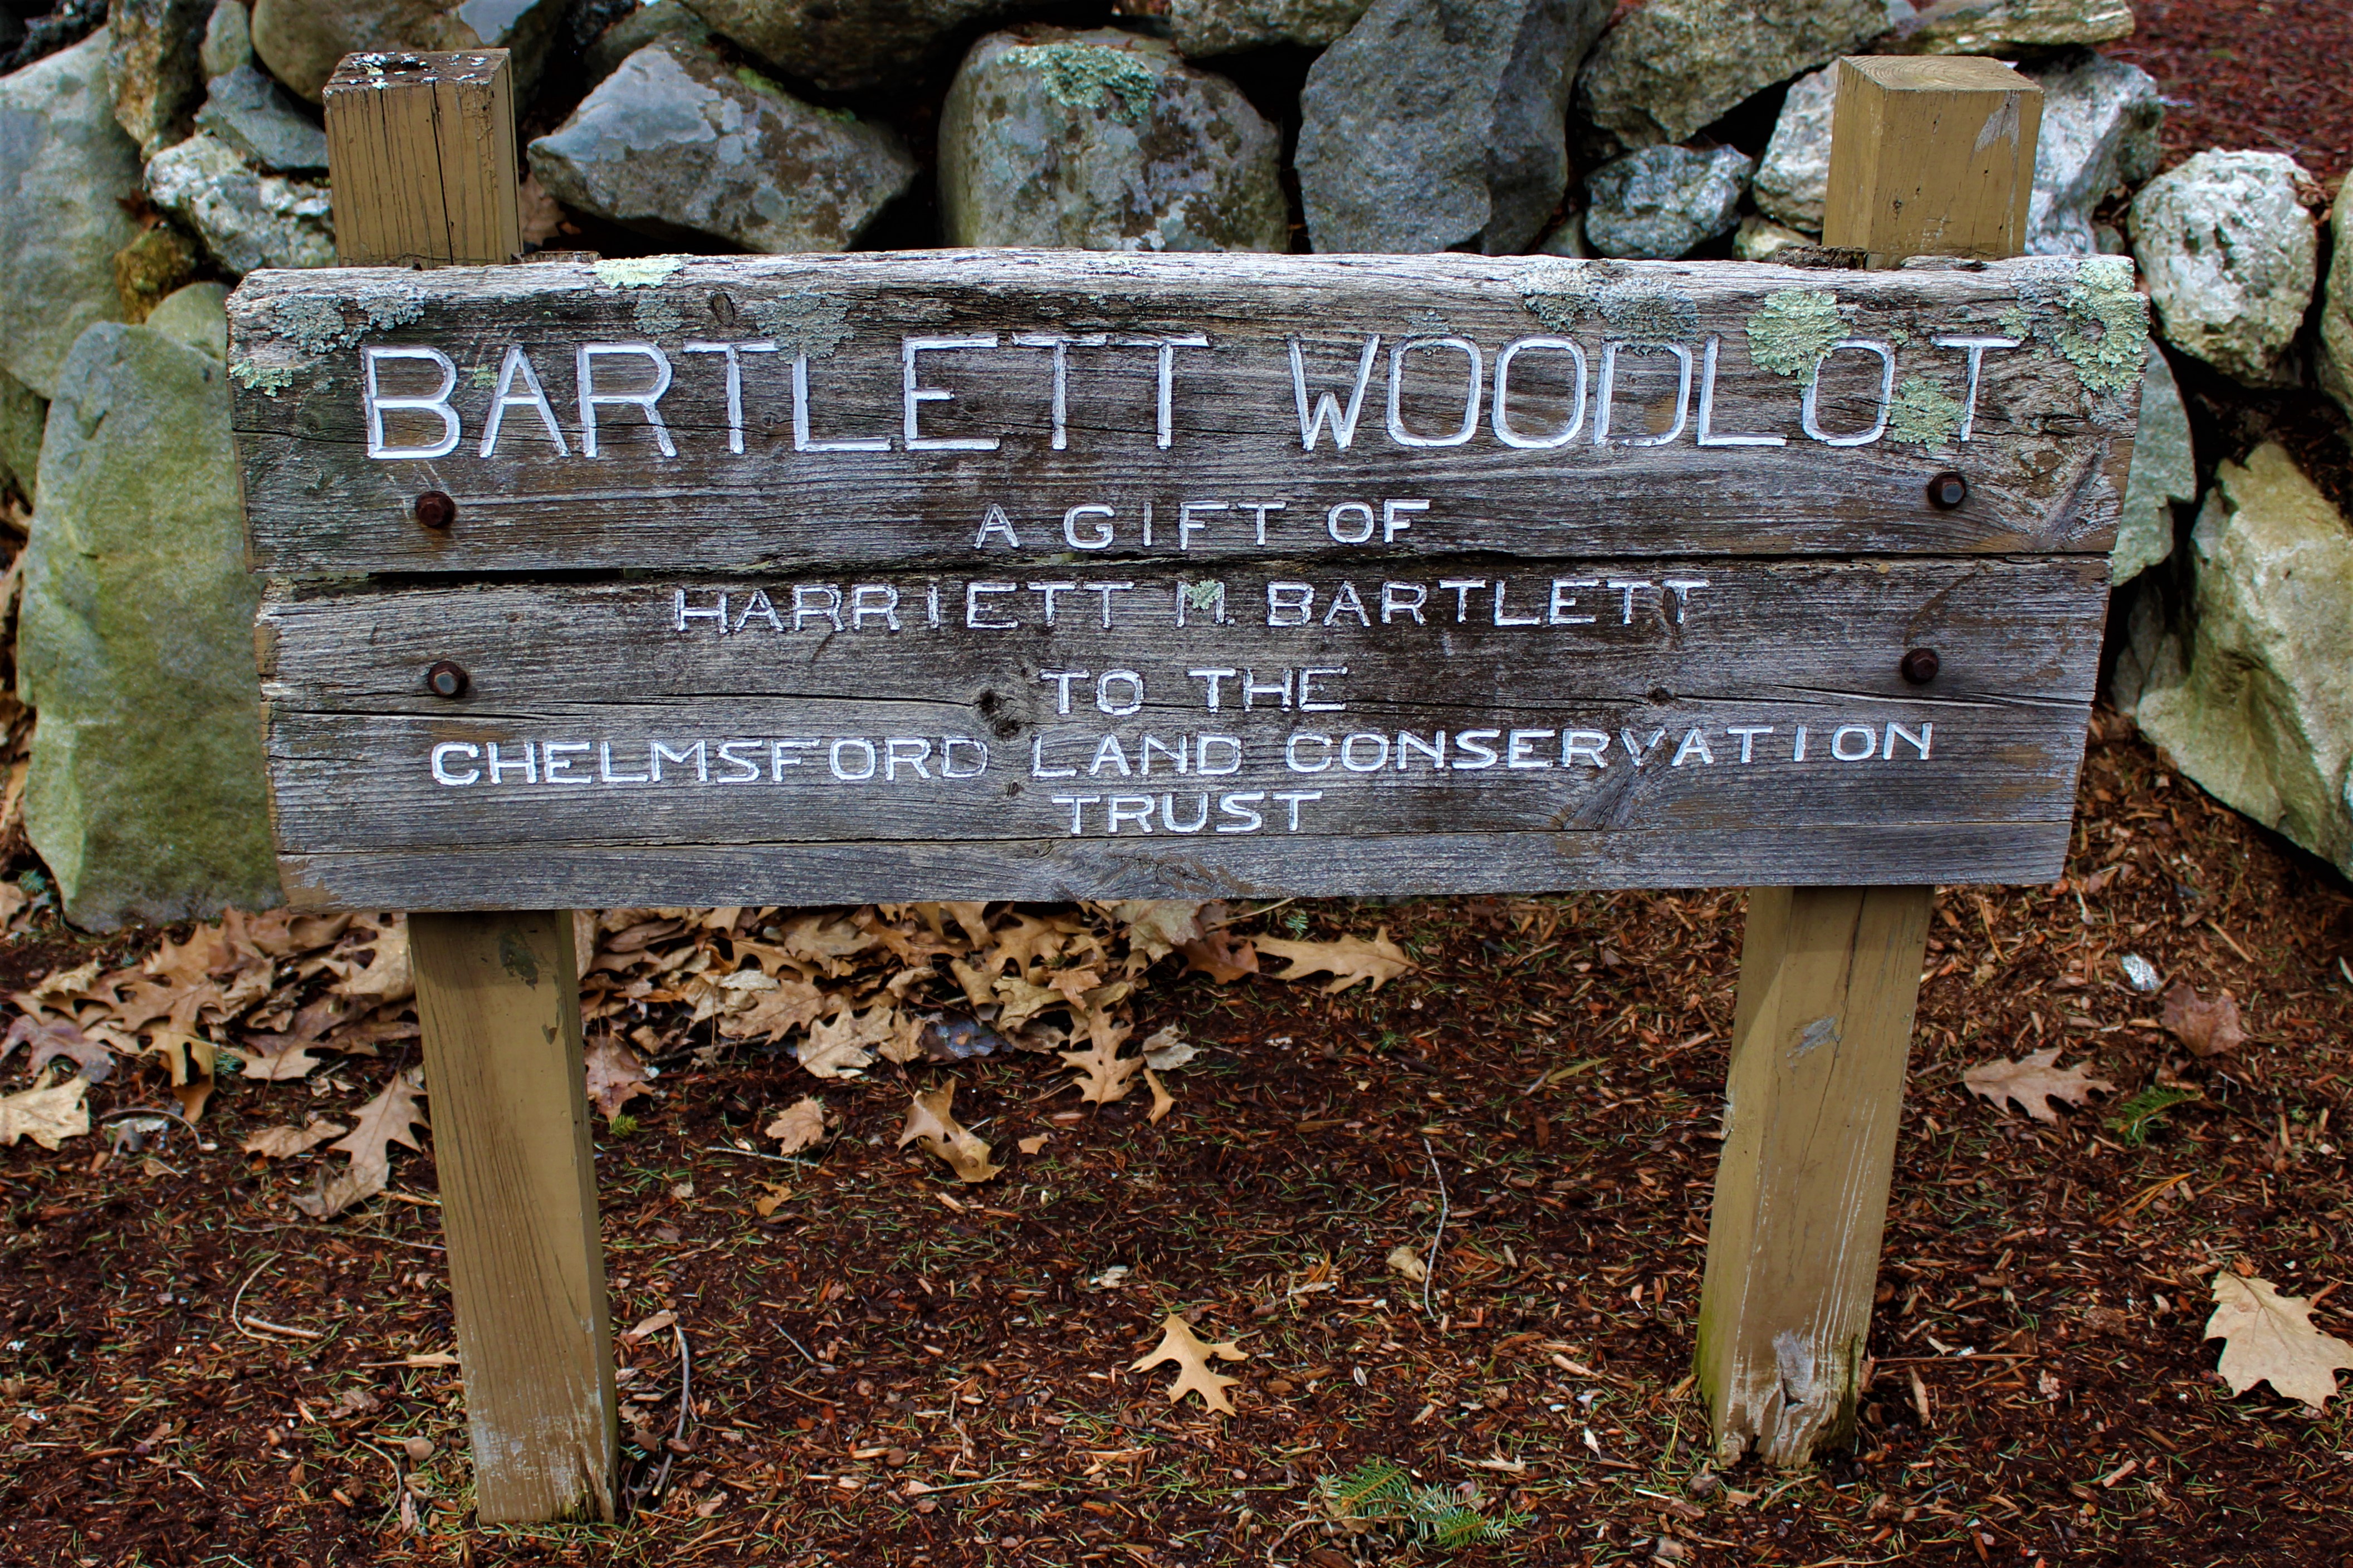 BARTLETT WOODLOT
A GIFT OF
HARRIETT M. BARTLETT
TO THE
CHELMSFORD LAND CONSERVATION
TRUST